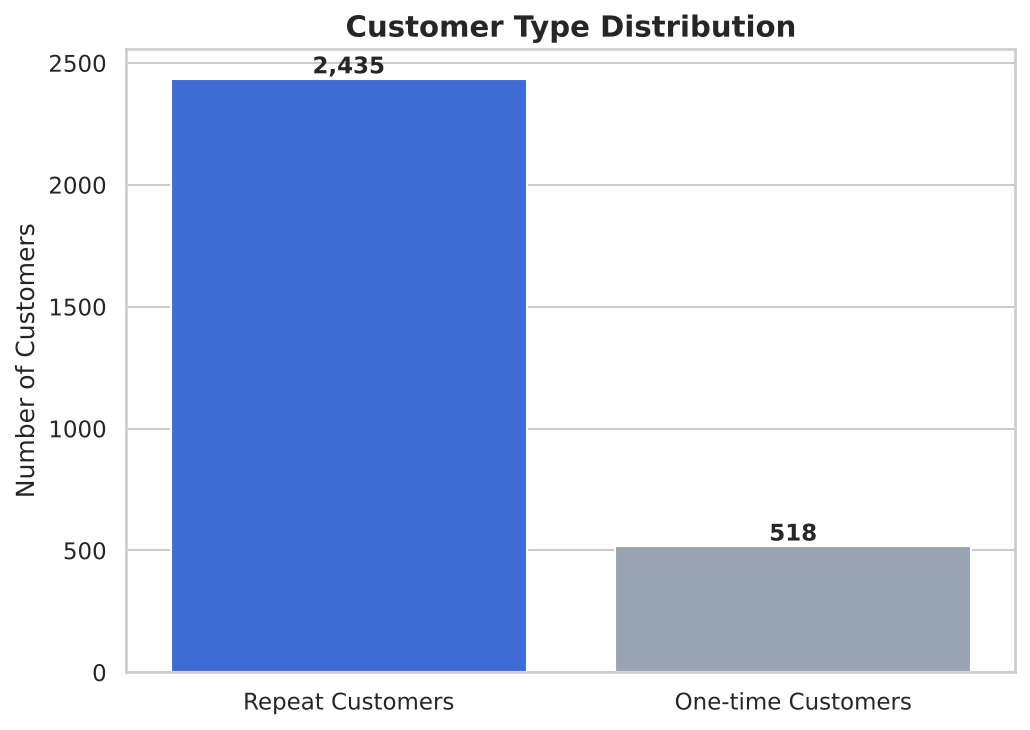 Customer Type Distribution
Number of Customers
2500
2000
1500
1000
500
0
2,435
518
Repeat Customers
One-time Customers